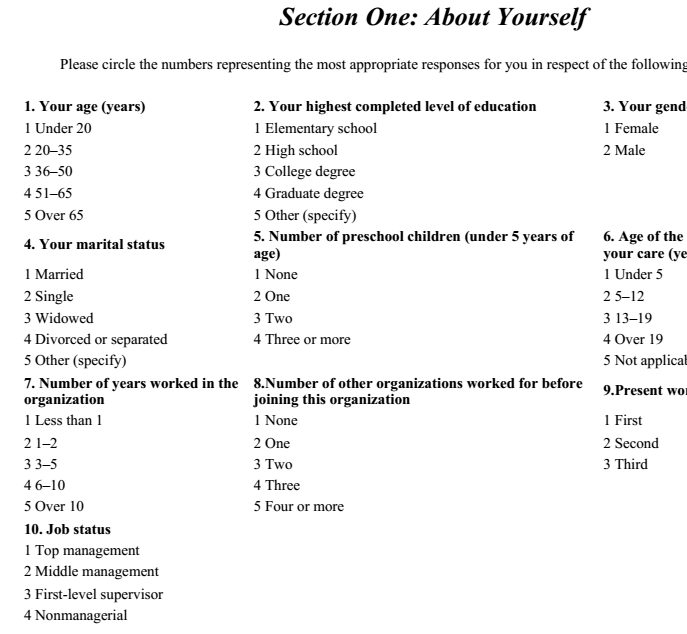 Section One: About Yourself
Please circle the numbers representing the most appropriate responses for you in respect of the following
1. Your age (years)
1 Under 20
2 20–35
3 36–50
4 51–65
5 Over 65
2. Your highest completed level of education
1 Elementary school
2 High school
3 College degree
4 Graduate degree
5 Other (specify)
3. Your gend
1 Female
2 Male
4. Your marital status
1 Married
2 Single
3 Widowed
4 Divorced or separated
5 Other (specify)
5. Number of preschool children (under 5 years of
age)
1 None
2 One
3 Two
4 Three or more
6. Age of the
your care (ye
1 Under 5
2 5–12
3 13–19
4 Over 19
5 Not applicab
7. Number of years worked in the
organization
1 Less than 1
2 1–2
3 3–5
4 6–10
5 Over 10
8.Number of other organizations worked for before
joining this organization
1 None
2 One
3 Two
4 Three
5 Four or more
9.Present wor
1 First
2 Second
3 Third
10. Job status
1 Top management
2 Middle management
3 First-level supervisor
4 Nonmanagerial